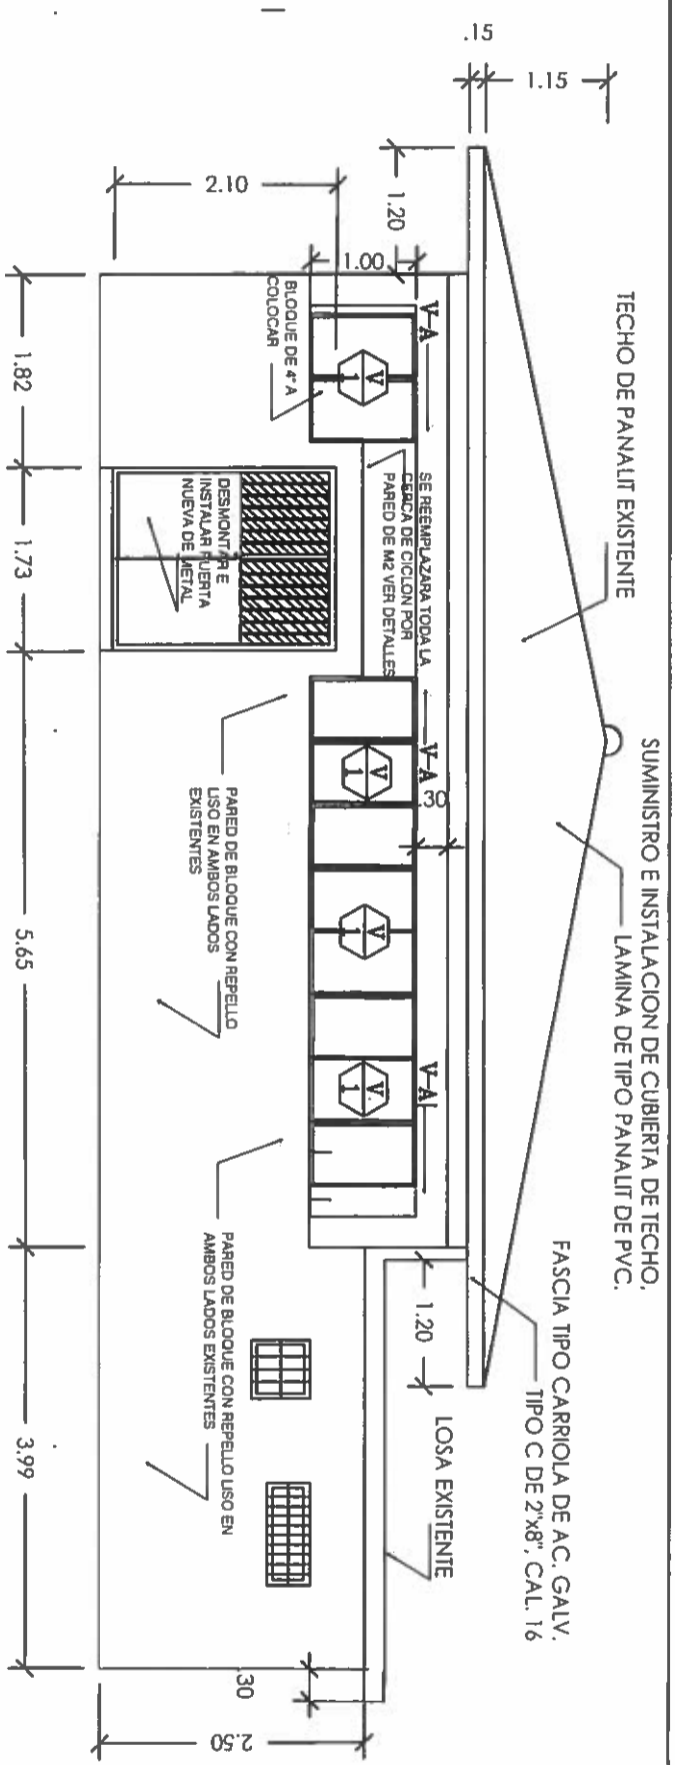 TECHO DE PANALIT EXISTENTE
SUMINISTRO E INSTALACION DE CUBIERTA DE TECHO,
LAMINA DE TIPO PANALIT DE PVC.
FASCIA TIPO CARRIOLA DE AC. GALV.
TIPO C DE 2"x8", CAL. 16
LOSA EXISTENTE
.15
1.15
1.20
1.00
2.10
V-A
V
1
BLOQUE DE 4" A
COLOCAR
SE REEMPLAZARA TODA LA
CERCA DE CICLON POR
PARED DE M2 VER DETALLES
DESMONTAR E
INSTALAR PUERTA
NUEVA DE METAL
V-A
.30
V
1
V
1
V-A
V
1
1.20
PARED DE BLOQUE CON REPELLO
LISO EN AMBOS LADOS
EXISTENTES
PARED DE BLOQUE CON REPELLO LISO EN
AMBOS LADOS EXISTENTES
.30
2.50
1.82
1.73
5.65
3.99